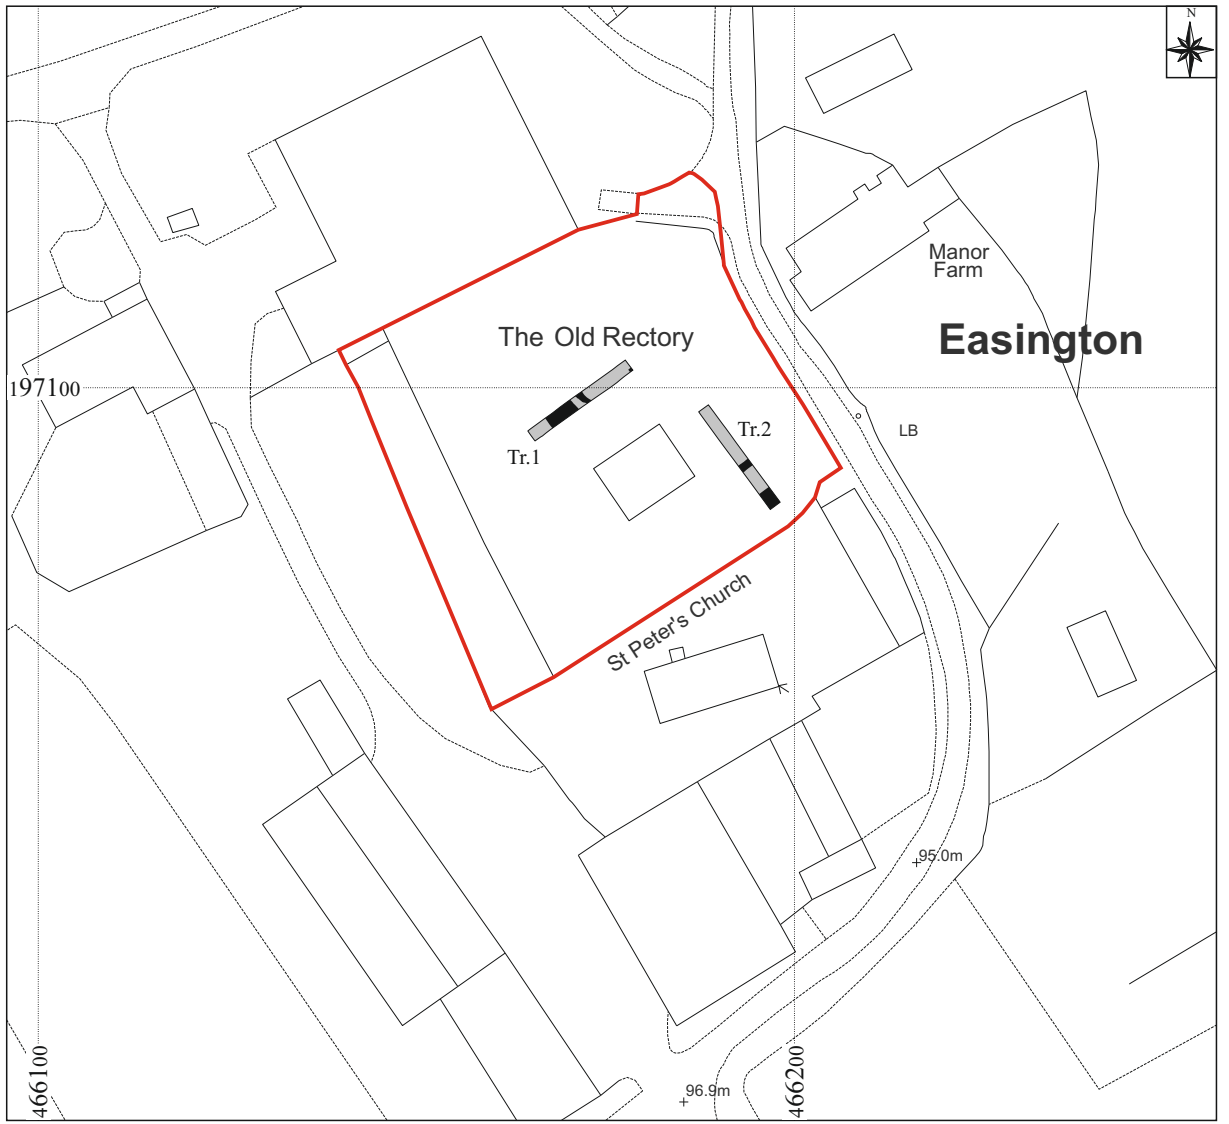 N
Manor
Farm
The Old Rectory
Easington
197100
Tr.1
Tr.2
LB
St Peter's Church
95.0m
96.9m
466100
466200